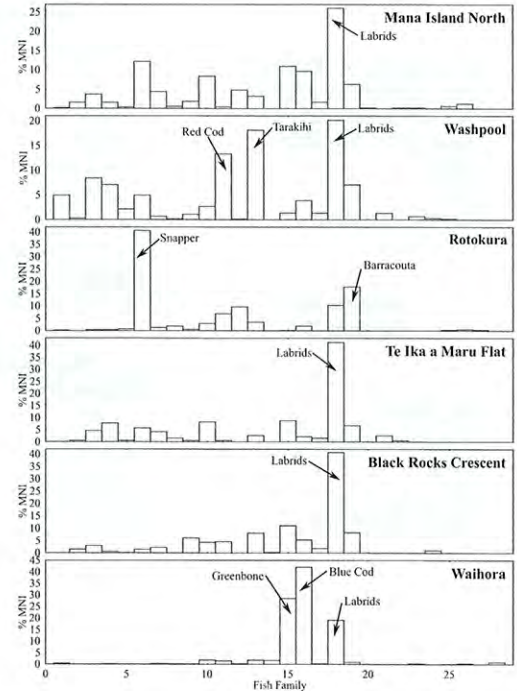 25
20
15
10
5
0
% MNI
Mana Island North
Labrids
20
15
10
5
0
% MNI
Washpool
Red Cod
Tarakihi
Labrids
40
35
30
25
20
15
10
5
0
% MNI
Rotokura
Snapper
Barracouta
40
35
30
25
20
15
10
5
0
% MNI
Te Ika a Maru Flat
Labrids
40
35
30
25
20
15
10
5
0
% MNI
Black Rocks Crescent
Labrids
45
40
35
30
25
20
15
10
5
0
% MNI
Waihora
Greenbone
Blue Cod
Labrids
0 5 10 15 20 25
Fish Family